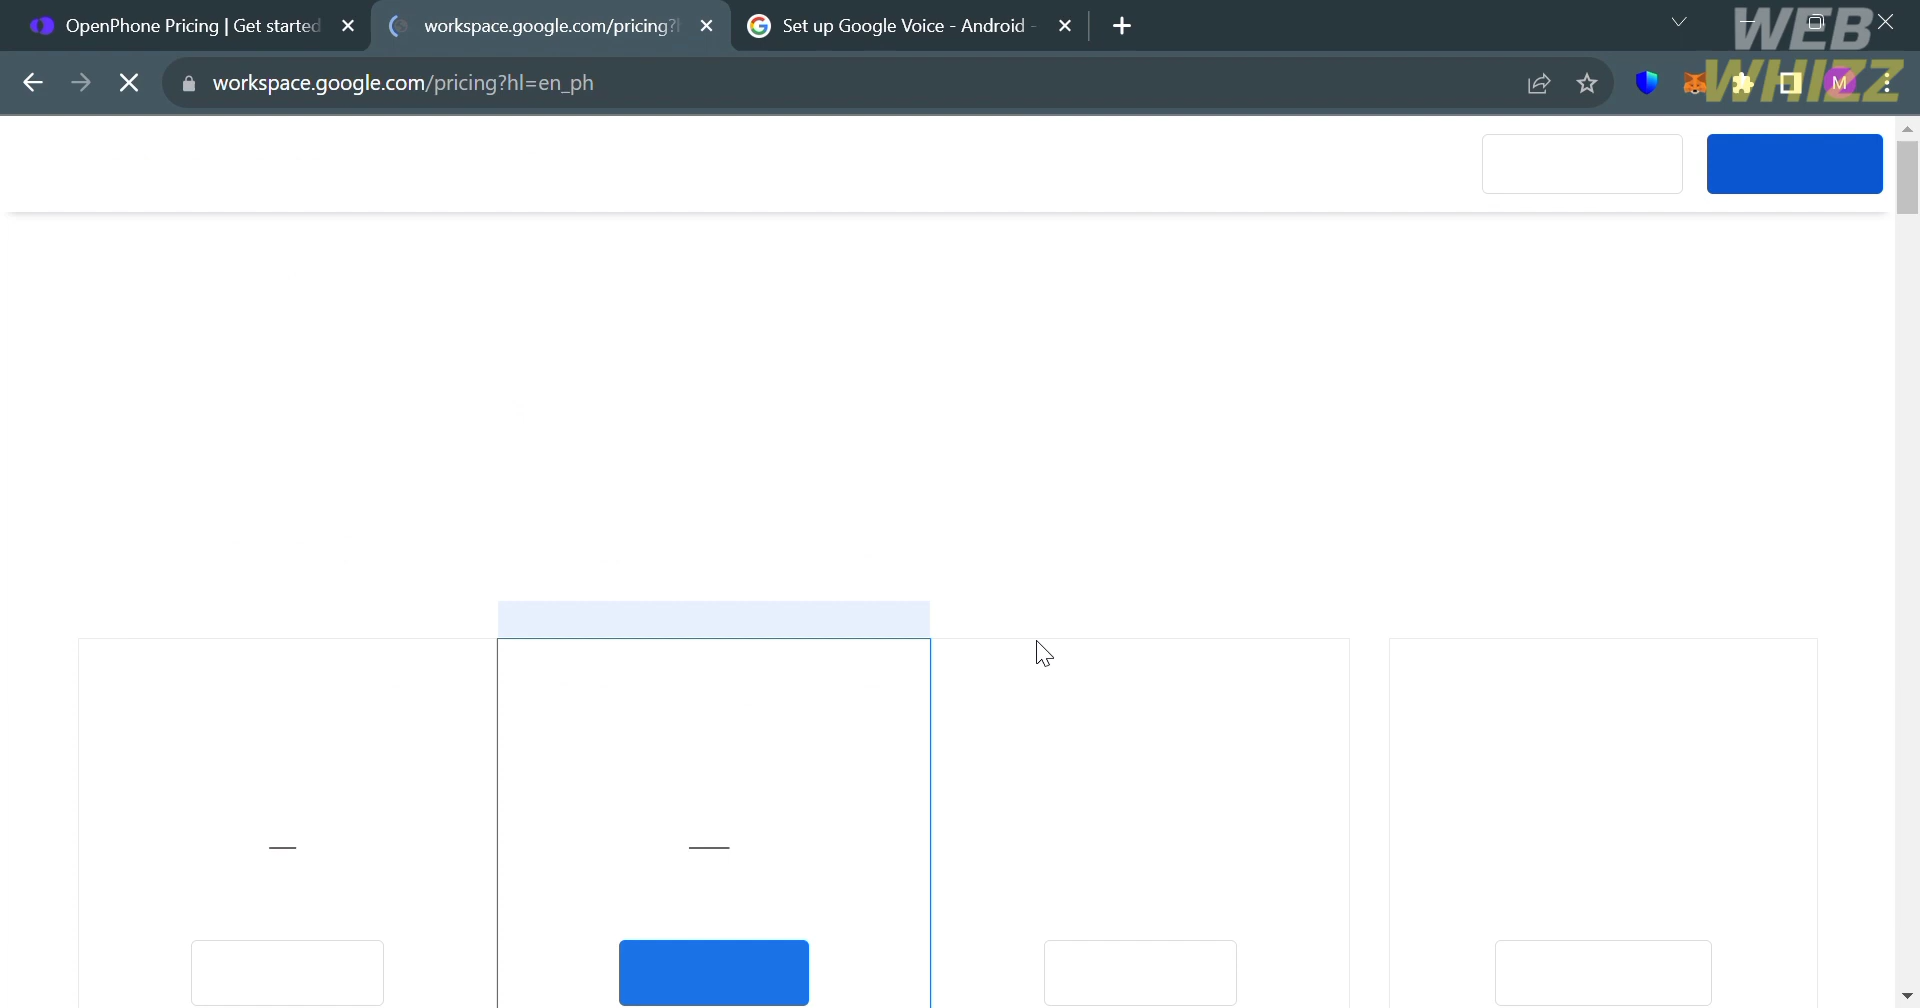 OpenPhone Pricing | Get started
workspace.google.com/pricing?h
Set up Google Voice - Android -
WEB
WHIZZ
workspace.google.com/pricing?hl=en_ph
M